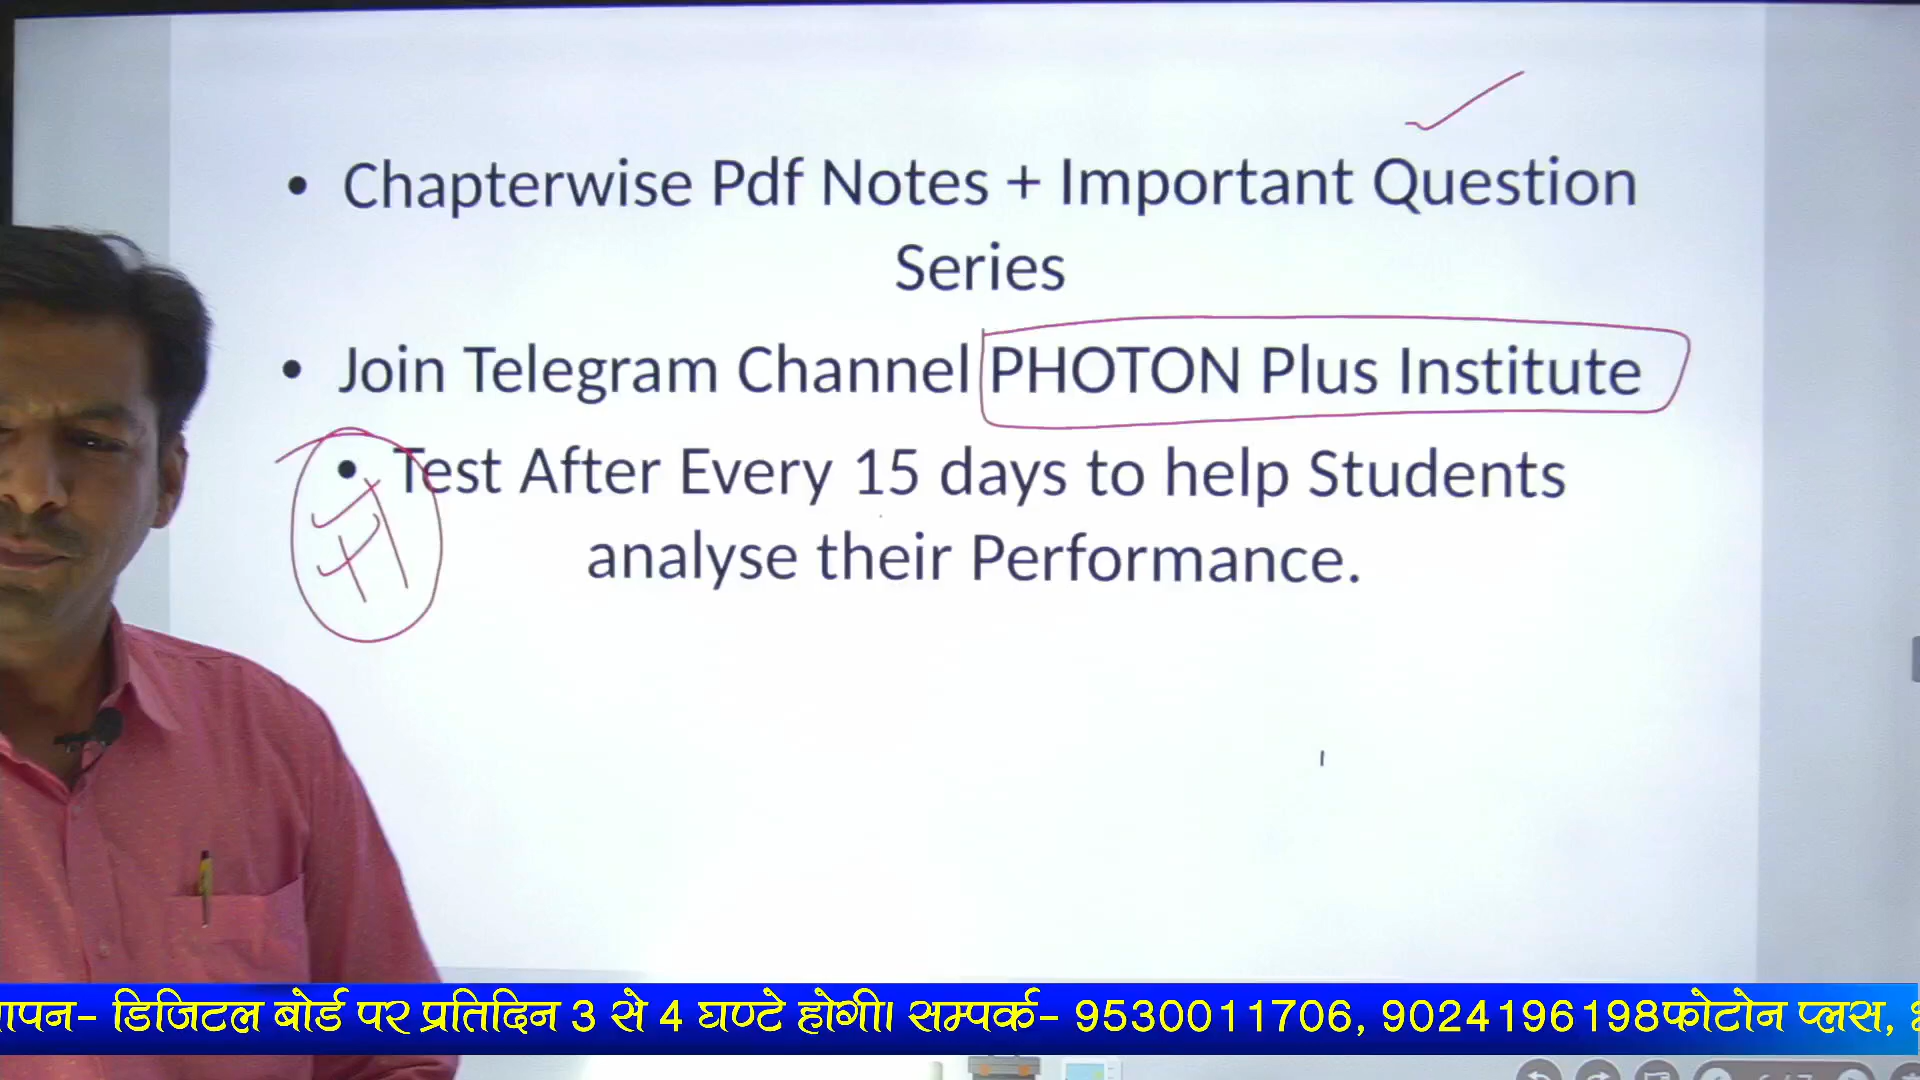 • Chapterwise Pdf Notes + Important Question
Series
• Join Telegram Channel PHOTON Plus Institute
• Test After Every 15 days to help Students
analyse their Performance.
डिजिटल बोर्ड पर प्रतिदिन 3 से 4 घण्टे होगी। सम्पर्क- 9530011706, 9024196198फोटोन प्लस,